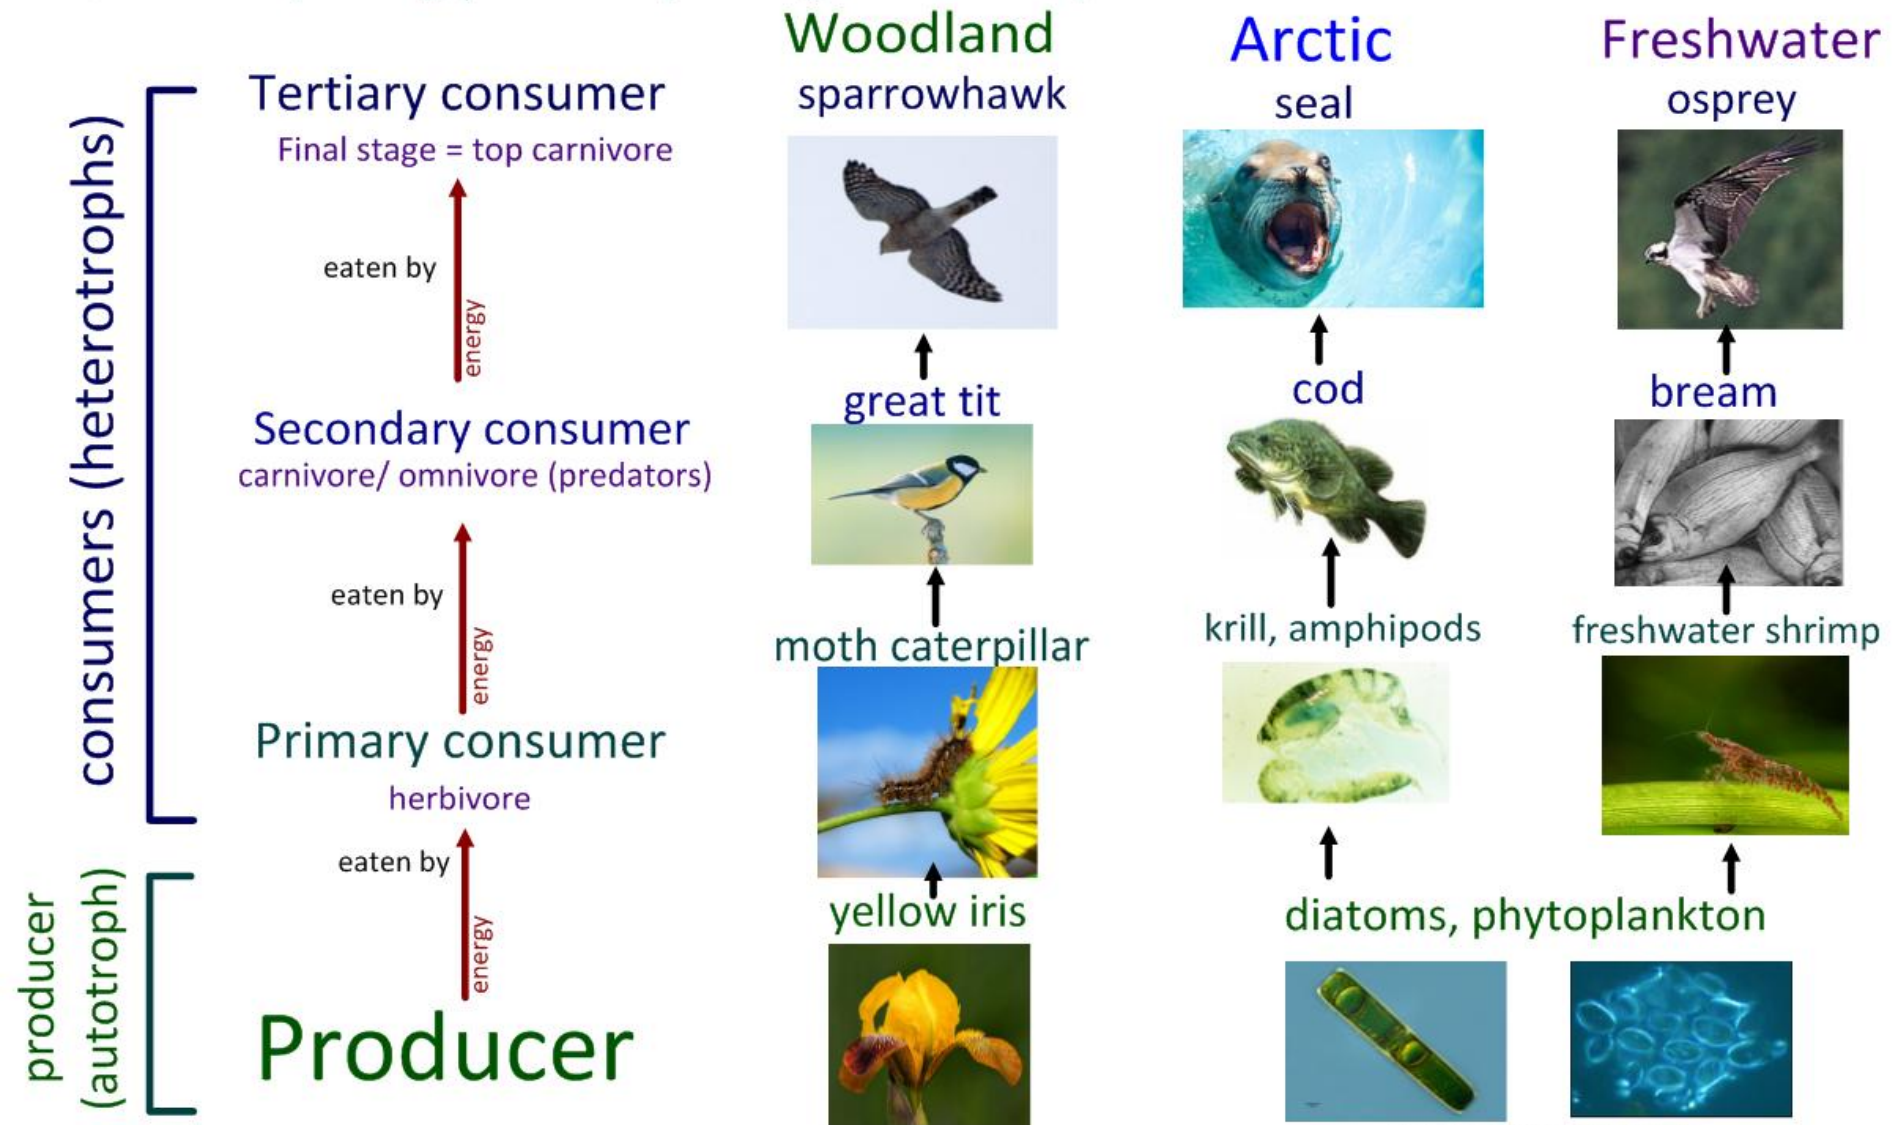 Woodland
Arctic
Freshwater
consumers (heterotrophs)
Tertiary consumer
Final stage = top carnivore
eaten by
energy
Secondary consumer
carnivore/ omnivore (predators)
eaten by
energy
Primary consumer
herbivore
eaten by
energy
producer
(autotroph)
Producer
sparrowhawk
great tit
moth caterpillar
yellow iris
seal
cod
krill, amphipods
osprey
bream
freshwater shrimp
diatoms, phytoplankton